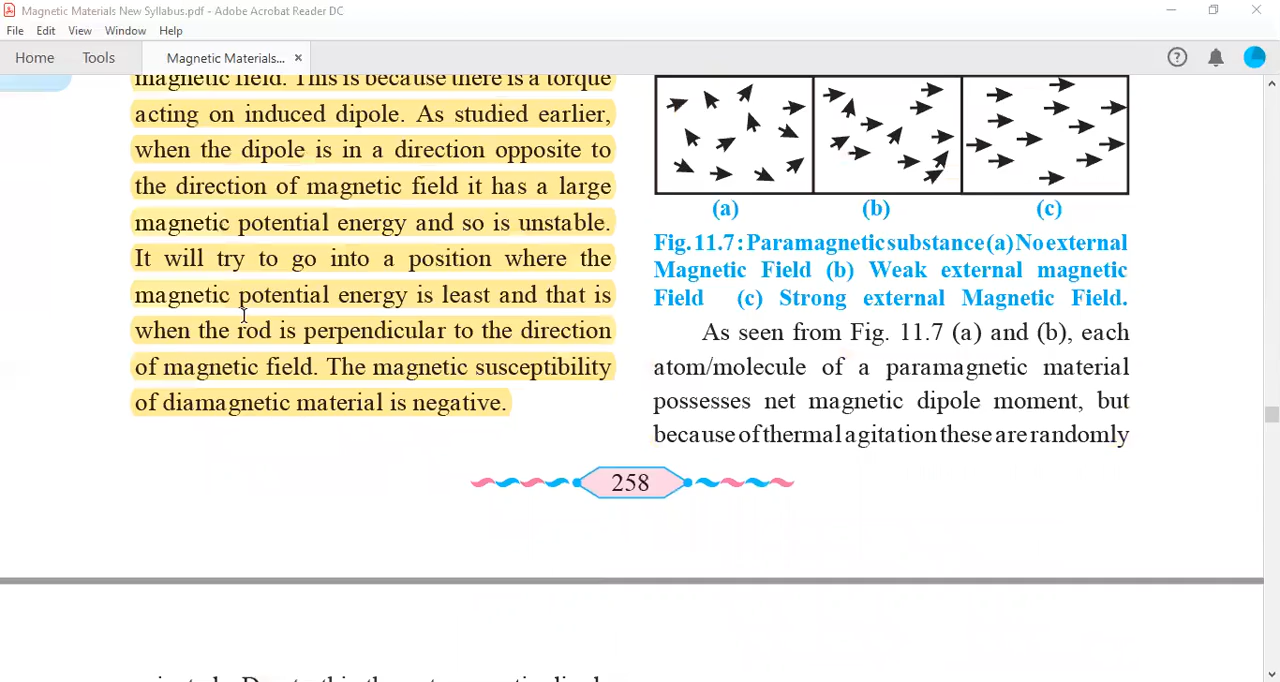 Magnetic Materials New Syllabus.pdf - Adobe Acrobat Reader DC
File Edit View Window Help
Home Tools Magnetic Materials... ×
magnetic field. This is because there is a torque
acting on induced dipole. As studied earlier,
when the dipole is in a direction opposite to
the direction of magnetic field it has a large
magnetic potential energy and so is unstable.
It will try to go into a position where the
magnetic potential energy is least and that is
when the rod is perpendicular to the direction
of magnetic field. The magnetic susceptibility
of diamagnetic material is negative.
(a) (b) (c)
Fig.11.7: Paramagnetic substance (a) No external
Magnetic Field (b) Weak external magnetic
Field (c) Strong external Magnetic Field.
As seen from Fig. 11.7 (a) and (b), each
atom/molecule of a paramagnetic material
possesses net magnetic dipole moment, but
because of thermal agitation these are randomly
258